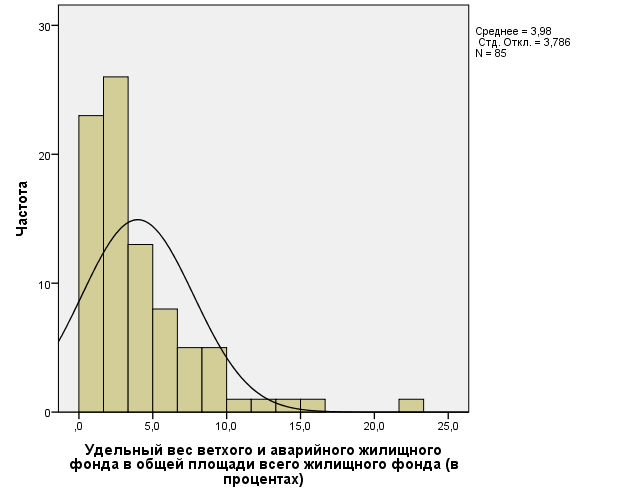 30
20
10
0
Частота
,0 5,0 10,0 15,0 20,0 25,0
Удельный вес ветхого и аварийного жилищного
фонда в общей площади всего жилищного фонда (в
процентах)
Среднее = 3,98
Стд. Откл. = 3,786
N = 85